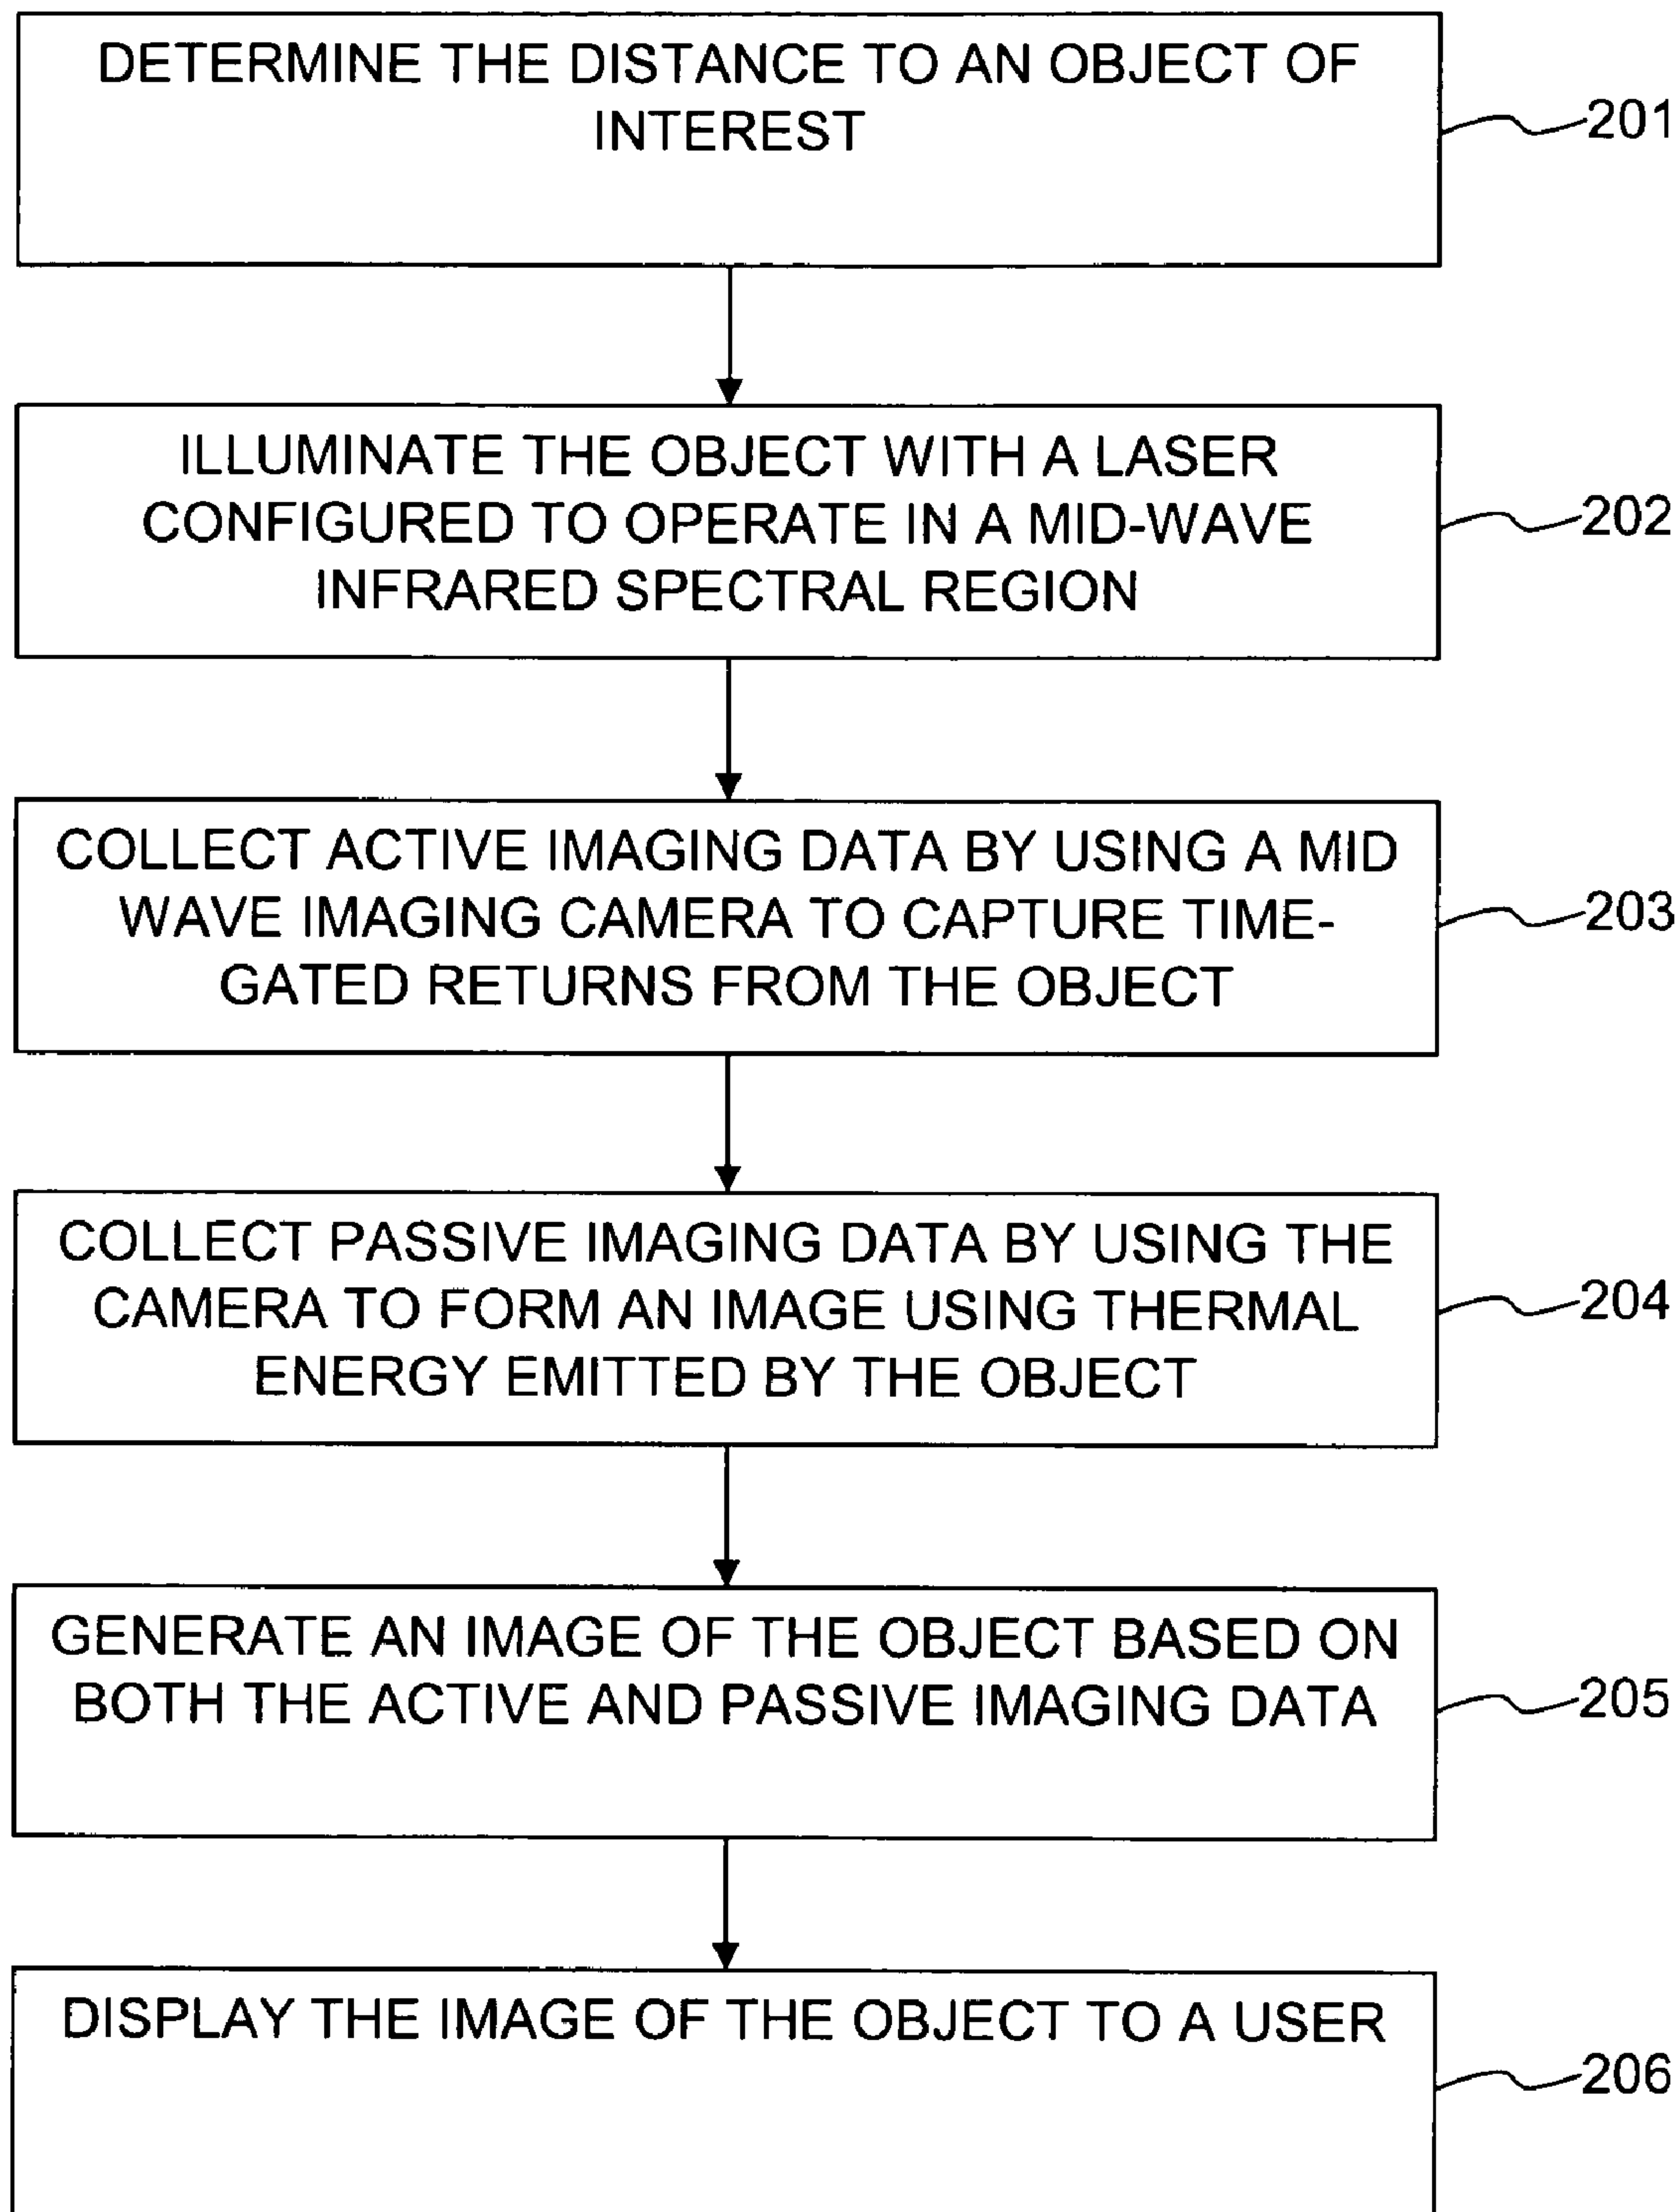 DETERMINE THE DISTANCE TO AN OBJECT OF
INTEREST
201
ILLUMINATE THE OBJECT WITH A LASER
CONFIGURED TO OPERATE IN A MID-WAVE
INFRARED SPECTRAL REGION
202
COLLECT ACTIVE IMAGING DATA BY USING A MID
WAVE IMAGING CAMERA TO CAPTURE TIME-
GATED RETURNS FROM THE OBJECT
203
COLLECT PASSIVE IMAGING DATA BY USING THE
CAMERA TO FORM AN IMAGE USING THERMAL
ENERGY EMITTED BY THE OBJECT
204
GENERATE AN IMAGE OF THE OBJECT BASED ON
BOTH THE ACTIVE AND PASSIVE IMAGING DATA
205
DISPLAY THE IMAGE OF THE OBJECT TO A USER
206